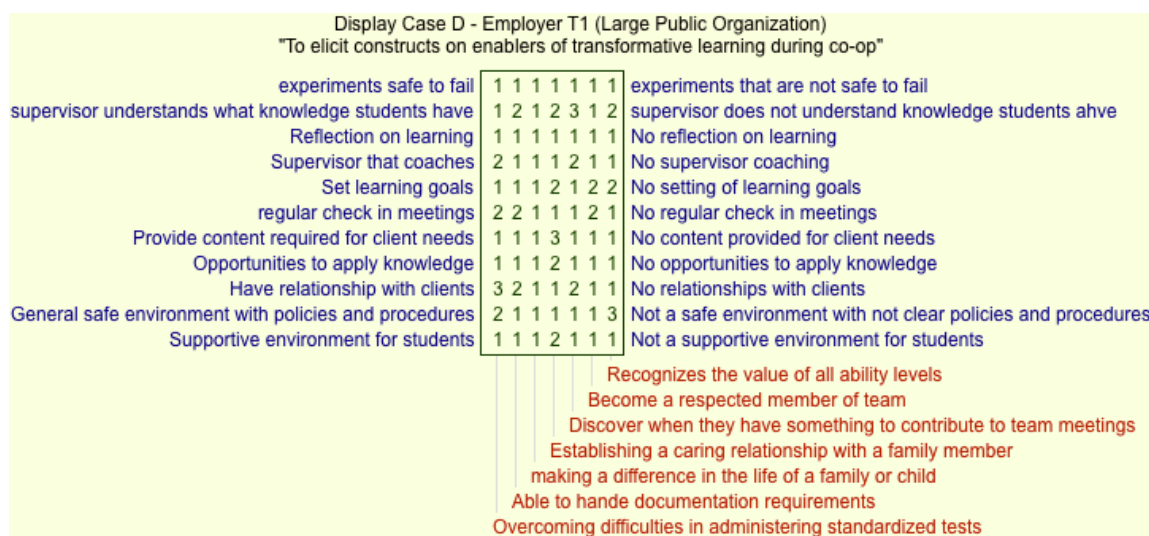 Display Case D - Employer T1 (Large Public Organization)
"To elicit constructs on enablers of transformative learning during co-op"
experiments safe to fail 1 1 1 1 1 1 1 experiments that are not safe to fail
supervisor understands what knowledge students have 1 2 1 2 3 1 2 supervisor does not understand knowledge students ahve
Reflection on learning 1 1 1 1 1 1 1 No reflection on learning
Supervisor that coaches 2 1 1 1 2 1 1 No supervisor coaching
Set learning goals 1 1 1 2 1 2 2 No setting of learning goals
regular check in meetings 2 2 1 1 1 2 1 No regular check in meetings
Provide content required for client needs 1 1 1 3 1 1 1 No content provided for client needs
Opportunities to apply knowledge 1 1 1 2 1 1 1 No opportunities to apply knowledge
Have relationship with clients 3 2 1 1 2 1 1 No relationships with clients
General safe environment with policies and procedures 2 1 1 1 1 1 3 Not a safe environment with not clear policies and procedures
Supportive environment for students 1 1 1 2 1 1 1 Not a supportive environment for students
Recognizes the value of all ability levels
Become a respected member of team
Discover when they have something to contribute to team meetings
Establishing a caring relationship with a family member
making a difference in the life of a family or child
Able to hande documentation requirements
Overcoming difficulties in administering standardized tests